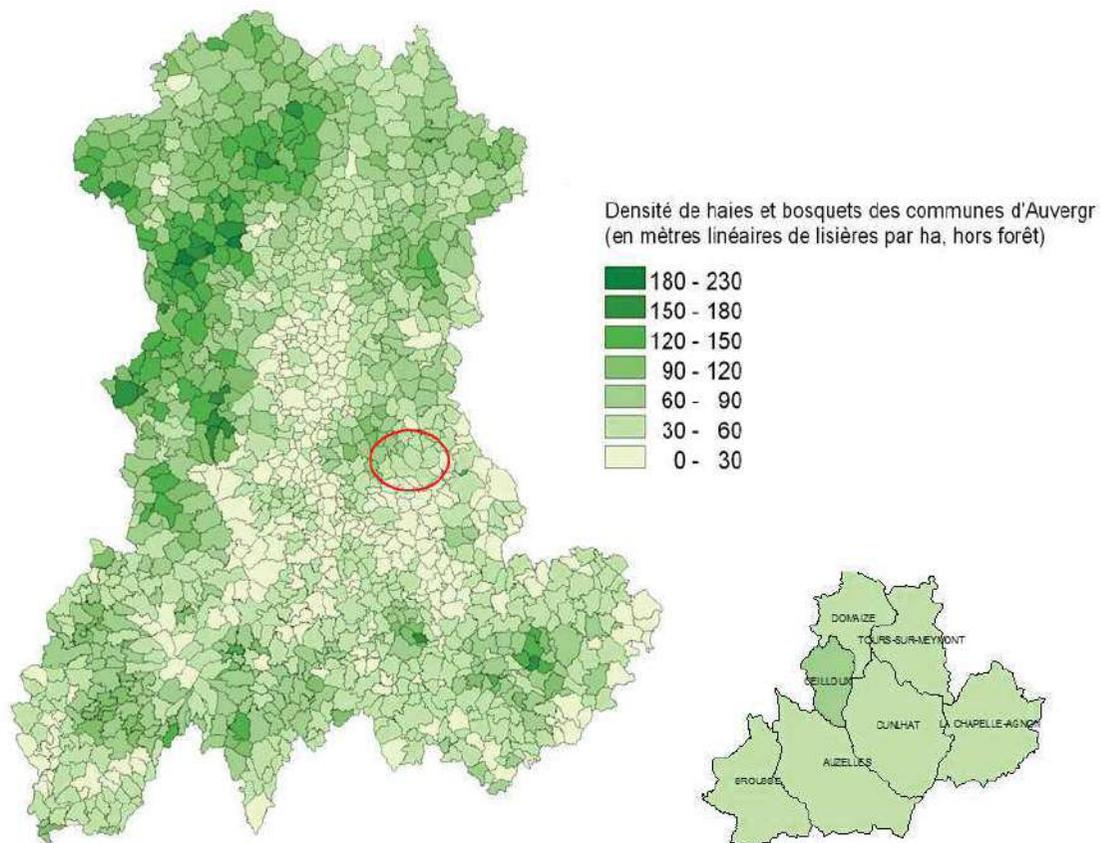 Densité de haies et bosquets des communes d'Auvergr
(en mètres linéaires de lisières par ha, hors forêt)
180 - 230
150 - 180
120 - 150
90 - 120
60 - 90
30 - 60
0 - 30
DOMAIZE
TOURS-SUR-MEYMONT
CEILLOUX
CUNLHAT
LA CHAPELLE-AGNON
AUZELLES
BROUSSE